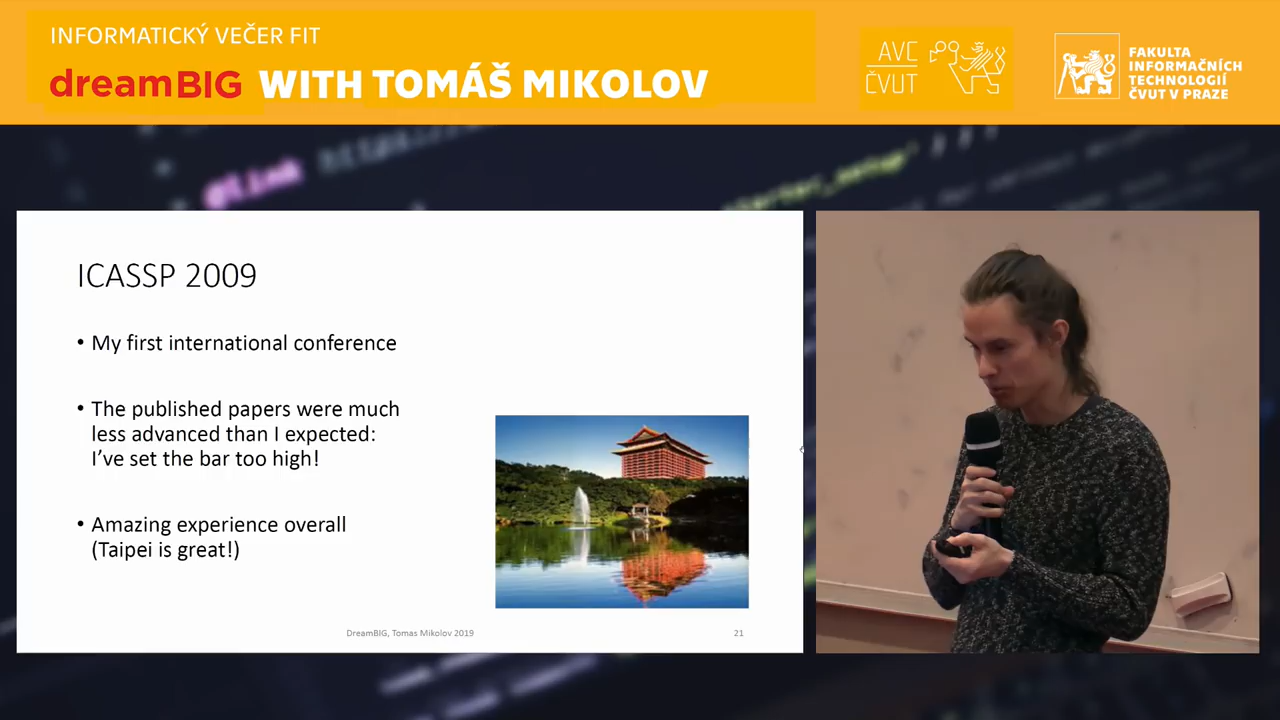 INFORMATICKÝ VEČER FIT
dreamBIG WITH TOMÁŠ MIKOLOV
AVC
ČVUT
FAKULTA
INFORMAČNÍCH
TECHNOLOGIÍ
ČVUT V PRAZE
@link
ICASSP 2009
• My first international conference
• The published papers were much
less advanced than I expected:
I've set the bar too high!
• Amazing experience overall
(Taipei is great!)
DreamBIG, Tomas Mikolov 2019
21